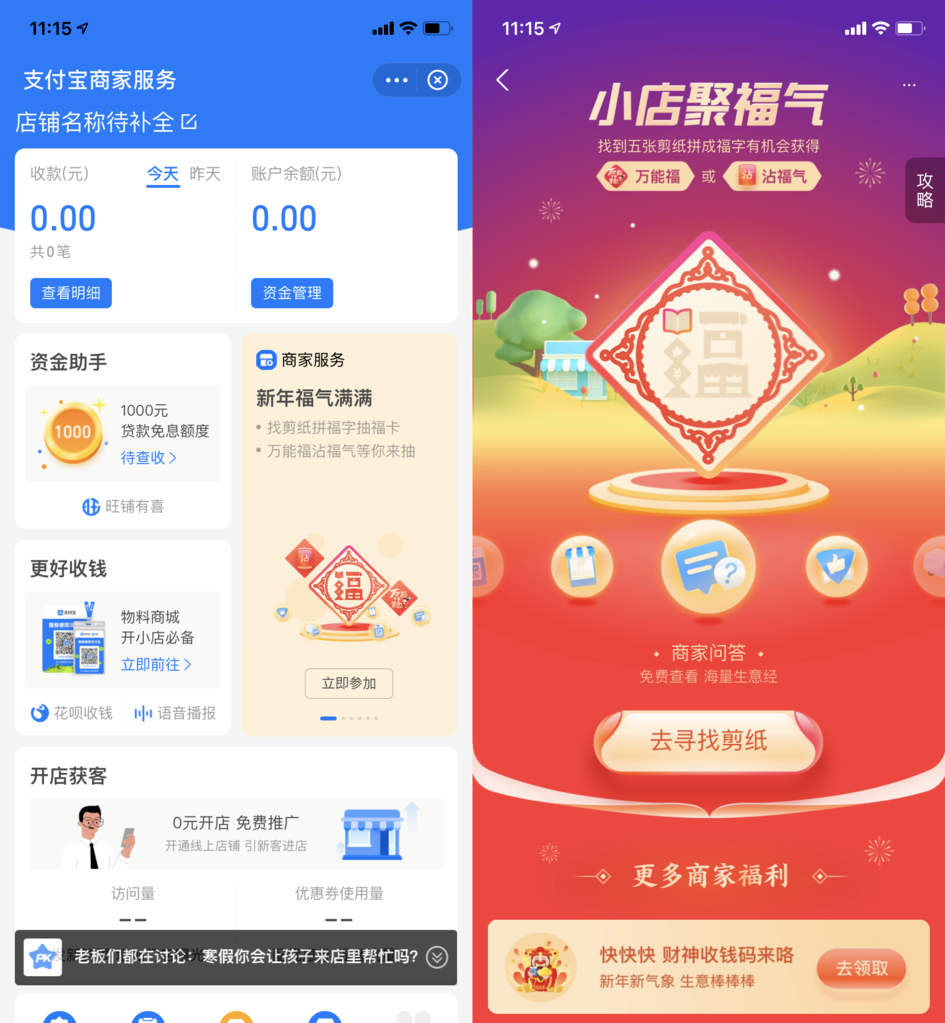 11:15
支付宝商家服务
店铺名称待补全
收款(元)
今天
昨天
账户余额(元)
0.00
0.00
共0笔
查看明细
资金管理
资金助手
1000
1000元
贷款免息额度
待查收
旺铺有喜
商家服务
新年福气满满
• 找剪纸拼福字抽福卡
• 万能福沾福气等你来抽
沾
福
万能福
立即参加
更好收钱
支付宝
物料商城
开小店必备
立即前往
花呗收钱
语音播报
开店获客
0元开店 免费推广
开通线上店铺 引新客进店
访问量
优惠券使用量
--
--
PK
老板们都在讨论：寒假你会让孩子来店里帮忙吗?
11:15
小店聚福气
找到五张剪纸拼成福字有机会获得
万能福
或
沾
沾福气
攻略
福
商家问答
免费查看 海量生意经
去寻找剪纸
更多商家福利
快快快 财神收钱码来咯
新年新气象 生意棒棒棒
去领取